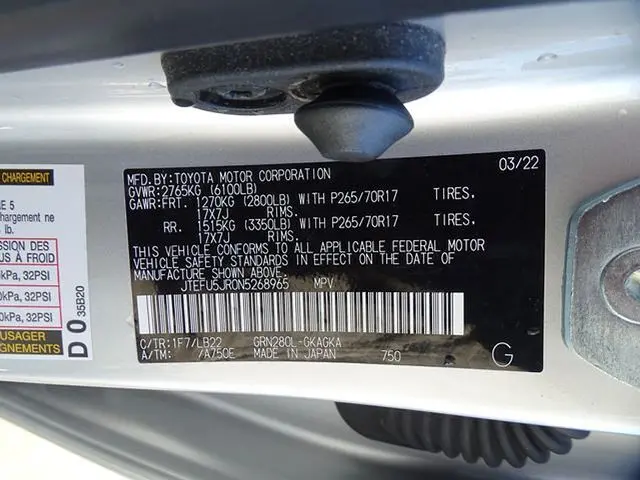 MFD.BY:TOYOTA MOTOR CORPORATION 03/22
GVWR:2765KG (6100LB)
GAWR:FRT. 1270KG (2800LB) WITH P265/70R17 TIRES.
17X7J RIMS.
RR. 1515KG (3350LB) WITH P265/70R17 TIRES.
17X7J RIMS.
THIS VEHICLE CONFORMS TO ALL APPLICABLE FEDERAL MOTOR
VEHICLE SAFETY STANDARDS IN EFFECT ON THE DATE OF
MANUFACTURE SHOWN ABOVE.
JTEFU5JR0N5268965 MPV
C/TR:1F7/LB22 GRN280L-GKAGKA
A/TM: /A750E MADE IN JAPAN 750
G
CHARGEMENT
E 5
chargement ne
lb.
SSION DES
S À FROID
kPa, 32PSI
kPa, 32PSI
0kPa, 32PSI
USAGER
GNEMENTS
D 0 35B20